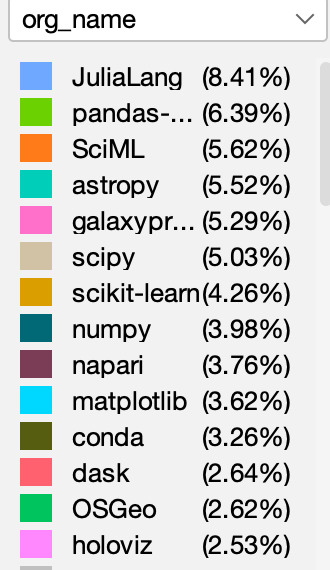 org_name
JuliaLang (8.41%)
pandas-... (6.39%)
SciML (5.62%)
astropy (5.52%)
galaxypr... (5.29%)
scipy (5.03%)
scikit-learn(4.26%)
numpy (3.98%)
napari (3.76%)
matplotlib (3.62%)
conda (3.26%)
dask (2.64%)
OSGeo (2.62%)
holoviz (2.53%)